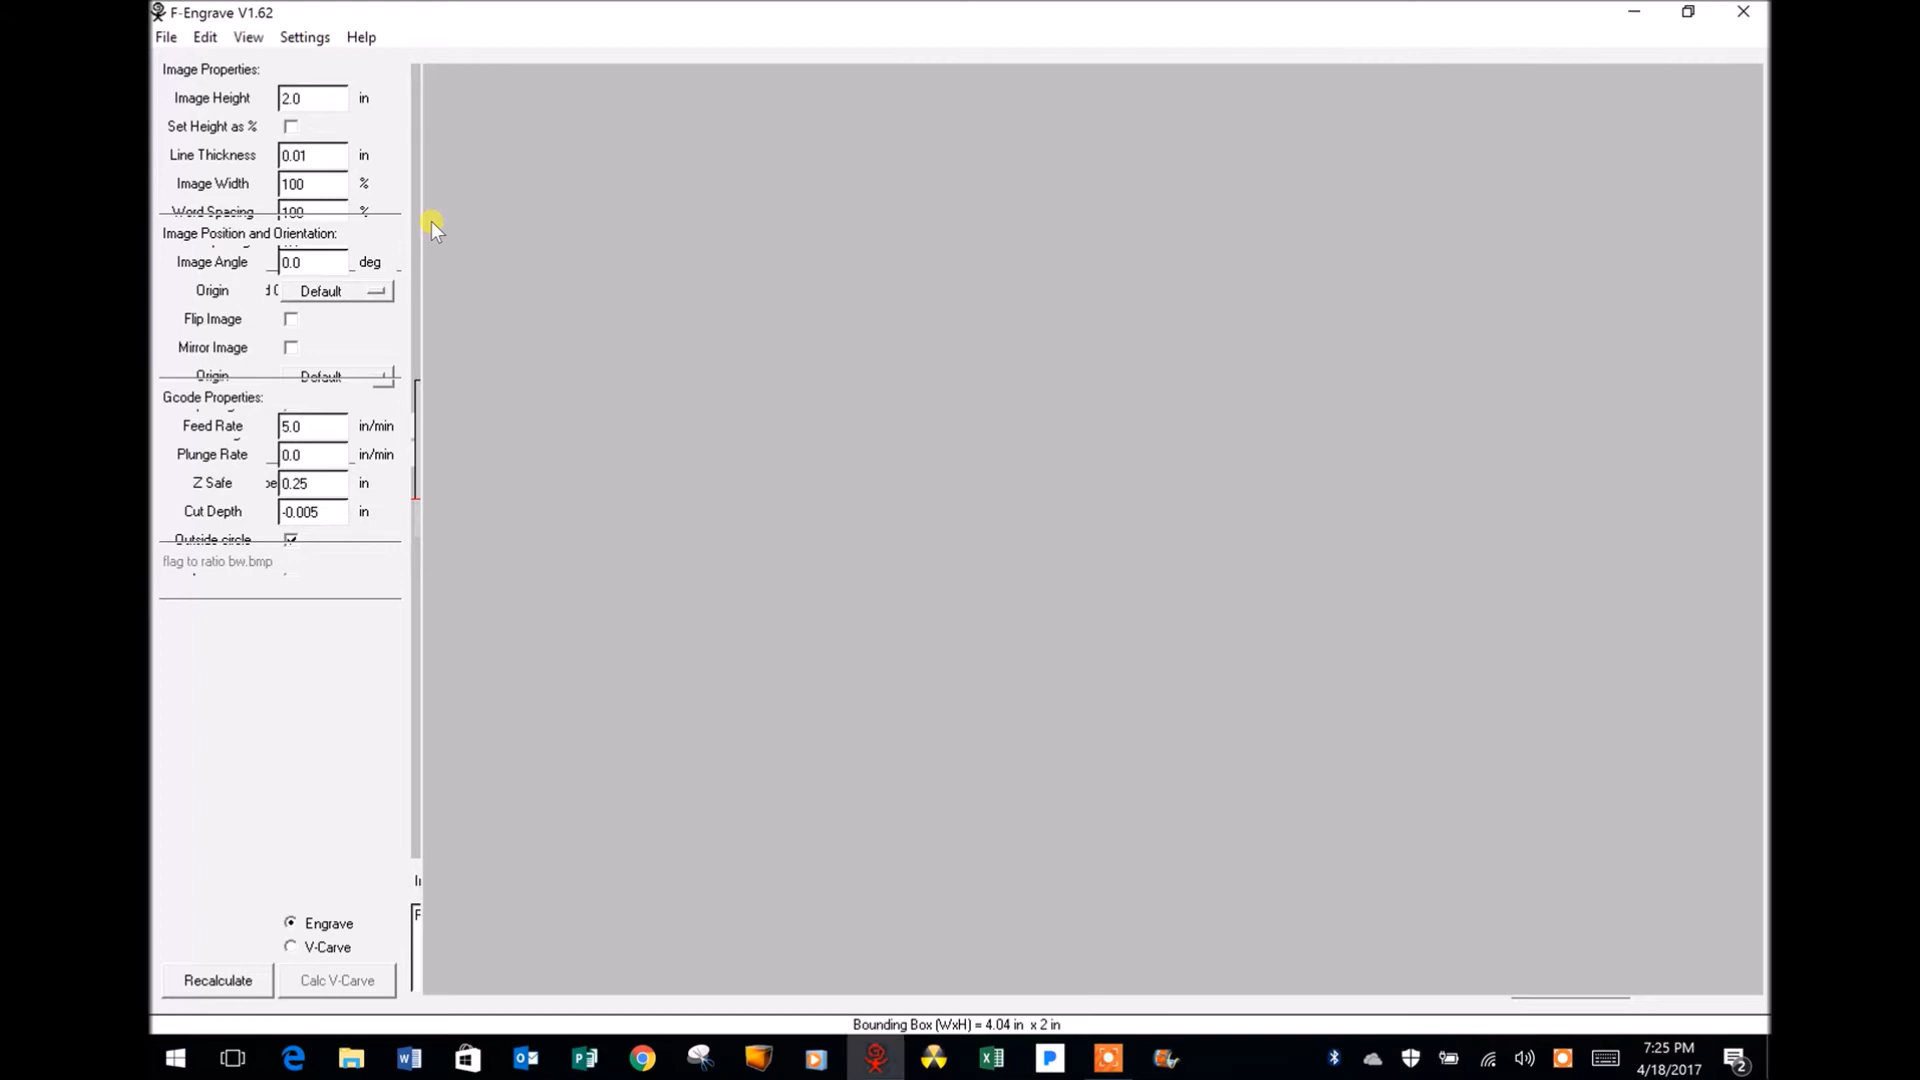 F-Engrave V1.62
File Edit View Settings Help
Image Properties:
Image Height 2.0 in
Set Height as %
Line Thickness 0.01 in
Image Width 100 %
Word Spacing 100 %
Image Position and Orientation:
Image Angle 0.0 deg
Origin Default
Flip Image
Mirror Image
Origin Default
Gcode Properties:
Feed Rate 5.0 in/min
Plunge Rate 0.0 in/min
Z Safe 0.25 in
Cut Depth -0.005 in
Outside circle
flag to ratio bw.bmp
Engrave
V-Carve
Recalculate Calc V-Carve
Bounding Box (WxH) = 4.04 in x 2 in
7:25 PM
4/18/2017
2